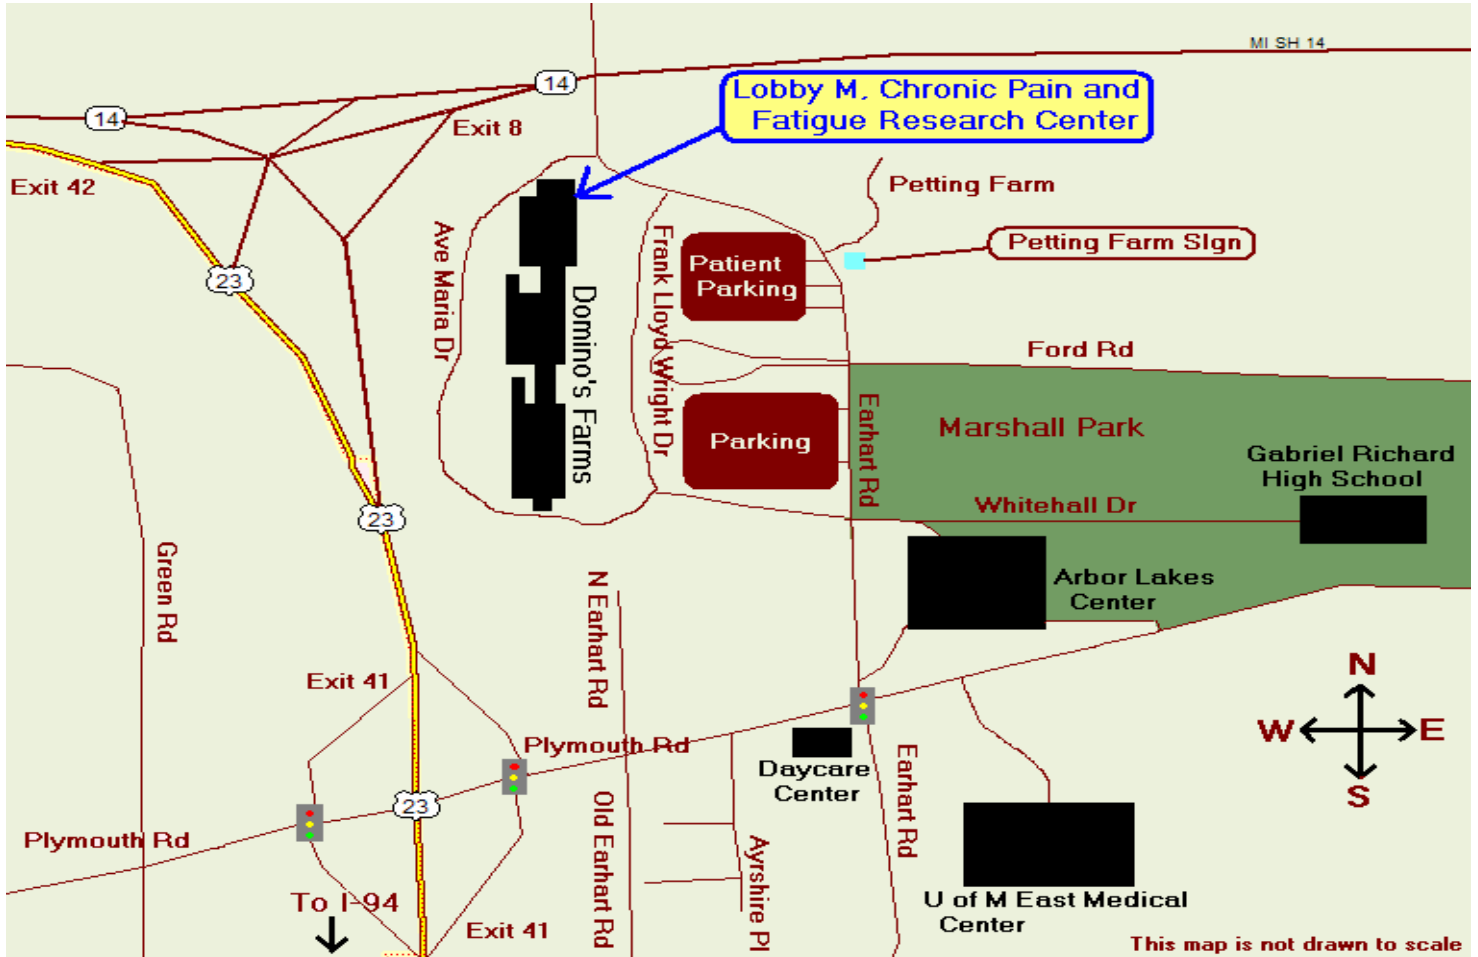 MI SH 14
14
Lobby M, Chronic Pain and
Fatigue Research Center
14
Exit 8
Exit 42
Petting Farm
Petting Farm SIgn
Ave Maria Dr
Frank Lloyd Wright Dr
Patient
Parking
23
Domino's Farms
Ford Rd
Earhart Rd
Marshall Park
Parking
Gabriel Richard
High School
Whitehall Dr
23
Green Rd
N Earhart Rd
Arbor Lakes
Center
Exit 41
N
W
E
S
Plymouth Rd
Daycare
Center
Earhart Rd
23
Plymouth Rd
Old Earhart Rd
Ayrshire Pl
To I-94
Exit 41
U of M East Medical
Center
This map is not drawn to scale